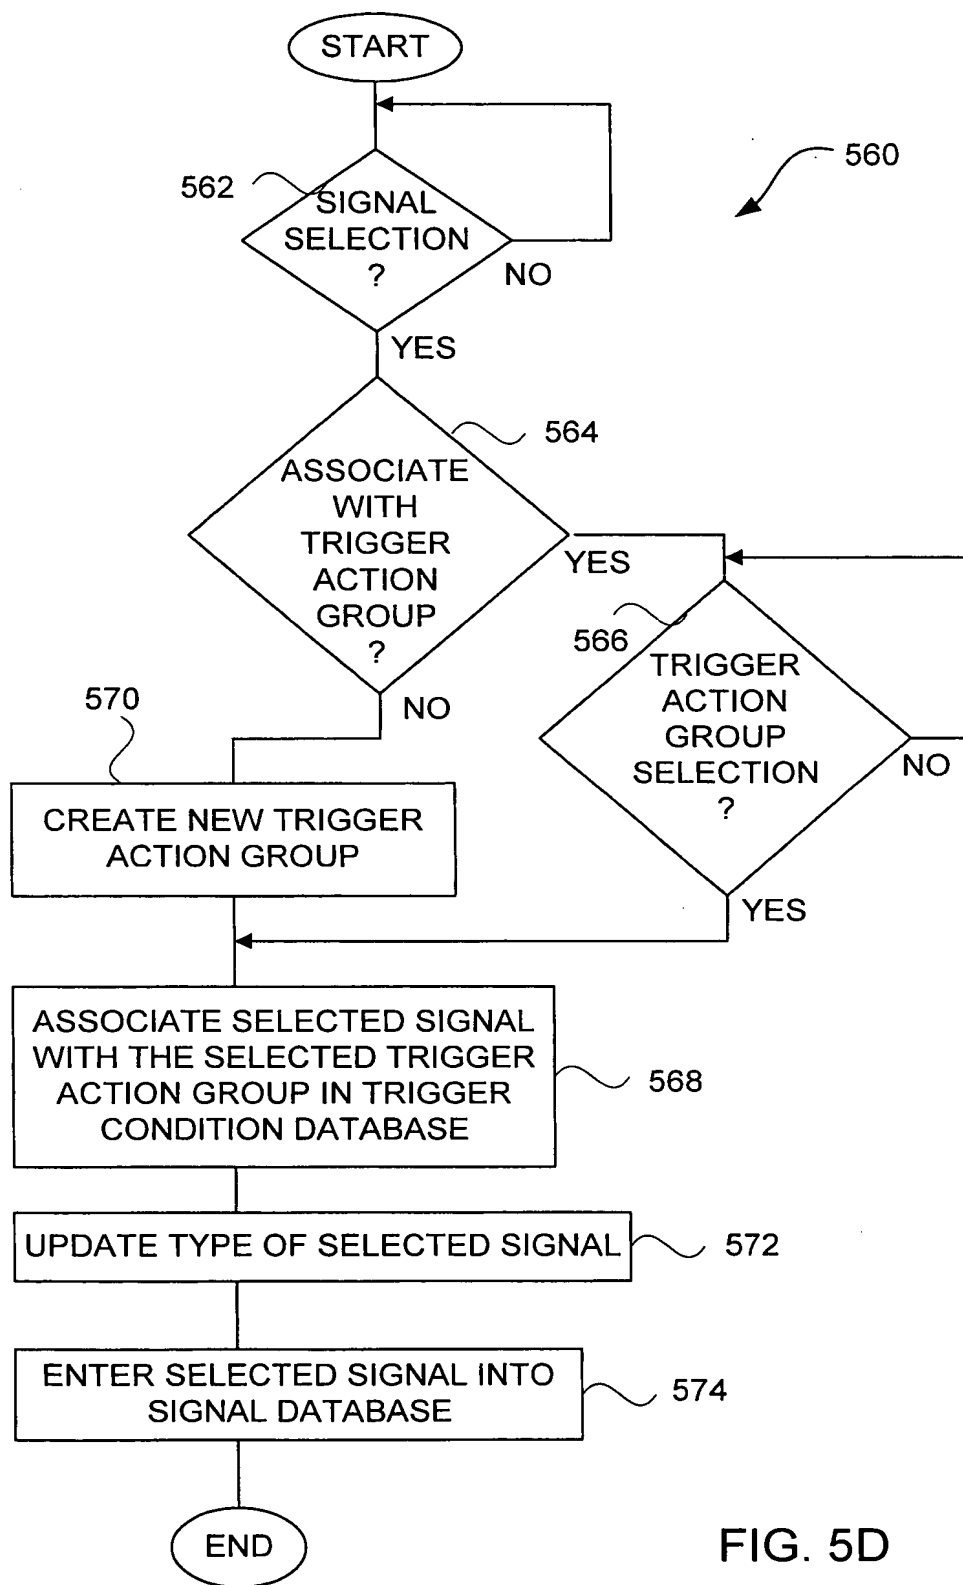 START
560
562
SIGNAL
SELECTION
?
NO
YES
564
ASSOCIATE
WITH
TRIGGER
ACTION
GROUP
?
YES
NO
566
TRIGGER
ACTION
GROUP
SELECTION
?
NO
YES
570
CREATE NEW TRIGGER
ACTION GROUP
ASSOCIATE SELECTED SIGNAL
WITH THE SELECTED TRIGGER
ACTION GROUP IN TRIGGER
CONDITION DATABASE
568
UPDATE TYPE OF SELECTED SIGNAL
572
ENTER SELECTED SIGNAL INTO
SIGNAL DATABASE
574
END
FIG. 5D